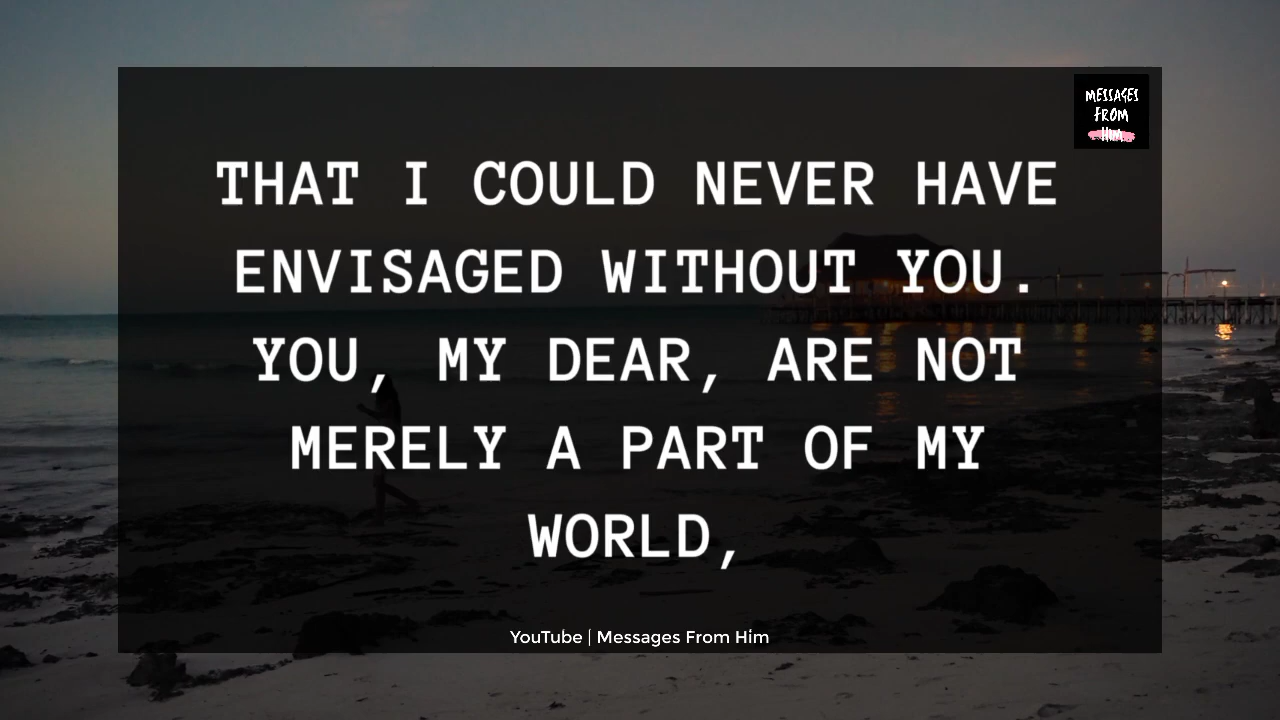 MESSAGES
FROM
HIM
THAT I COULD NEVER HAVE
ENVISAGED WITHOUT YOU.
YOU, MY DEAR, ARE NOT
MERELY A PART OF MY
WORLD,
YouTube | Messages From Him